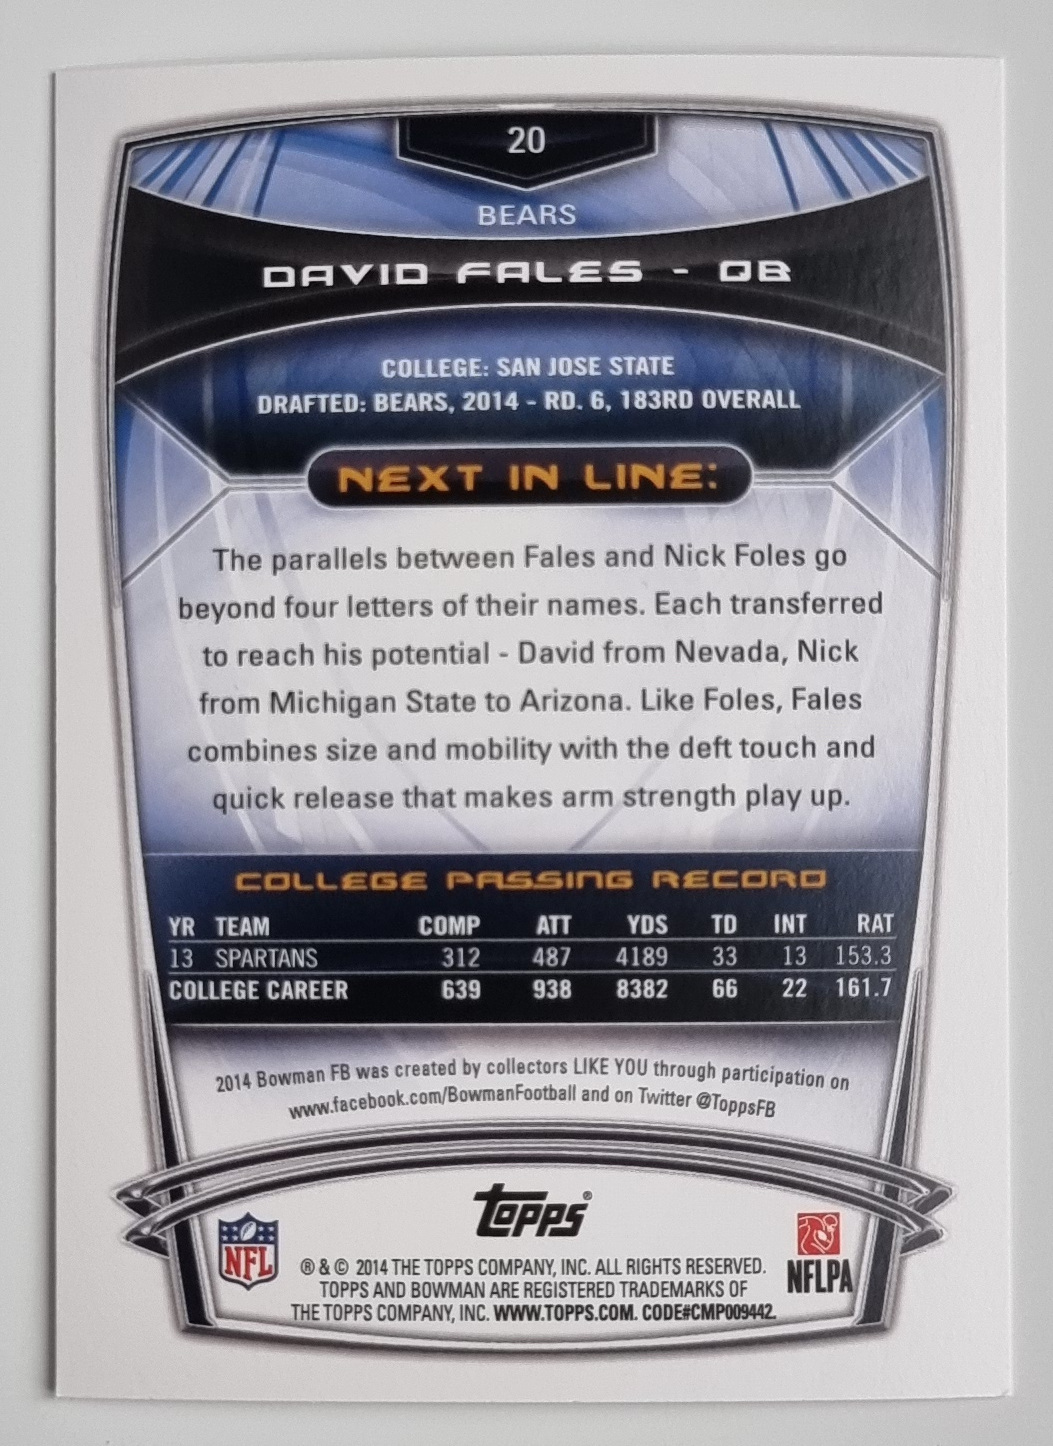 20
BEARS
DAVID FALES - QB
COLLEGE: SAN JOSE STATE
DRAFTED: BEARS, 2014 - RD. 6, 183RD OVERALL
NEXT IN LINE:
The parallels between Fales and Nick Foles go
beyond four letters of their names. Each transferred
to reach his potential - David from Nevada, Nick
from Michigan State to Arizona. Like Foles, Fales
combines size and mobility with the deft touch and
quick release that makes arm strength play up.
COLLEGE PASSING RECORD
YR TEAM COMP ATT YDS TD INT RAT
13 SPARTANS 312 487 4189 33 13 153.3
COLLEGE CAREER 639 938 8382 66 22 161.7
2014 Bowman FB was created by collectors LIKE YOU through participation on
www.facebook.com/BowmanFootball and on Twitter @ToppsFB
Topps®
NFL
NFLPA
® & © 2014 THE TOPPS COMPANY, INC. ALL RIGHTS RESERVED.
TOPPS AND BOWMAN ARE REGISTERED TRADEMARKS OF
THE TOPPS COMPANY, INC. WWW.TOPPS.COM. CODE#CMP009442.